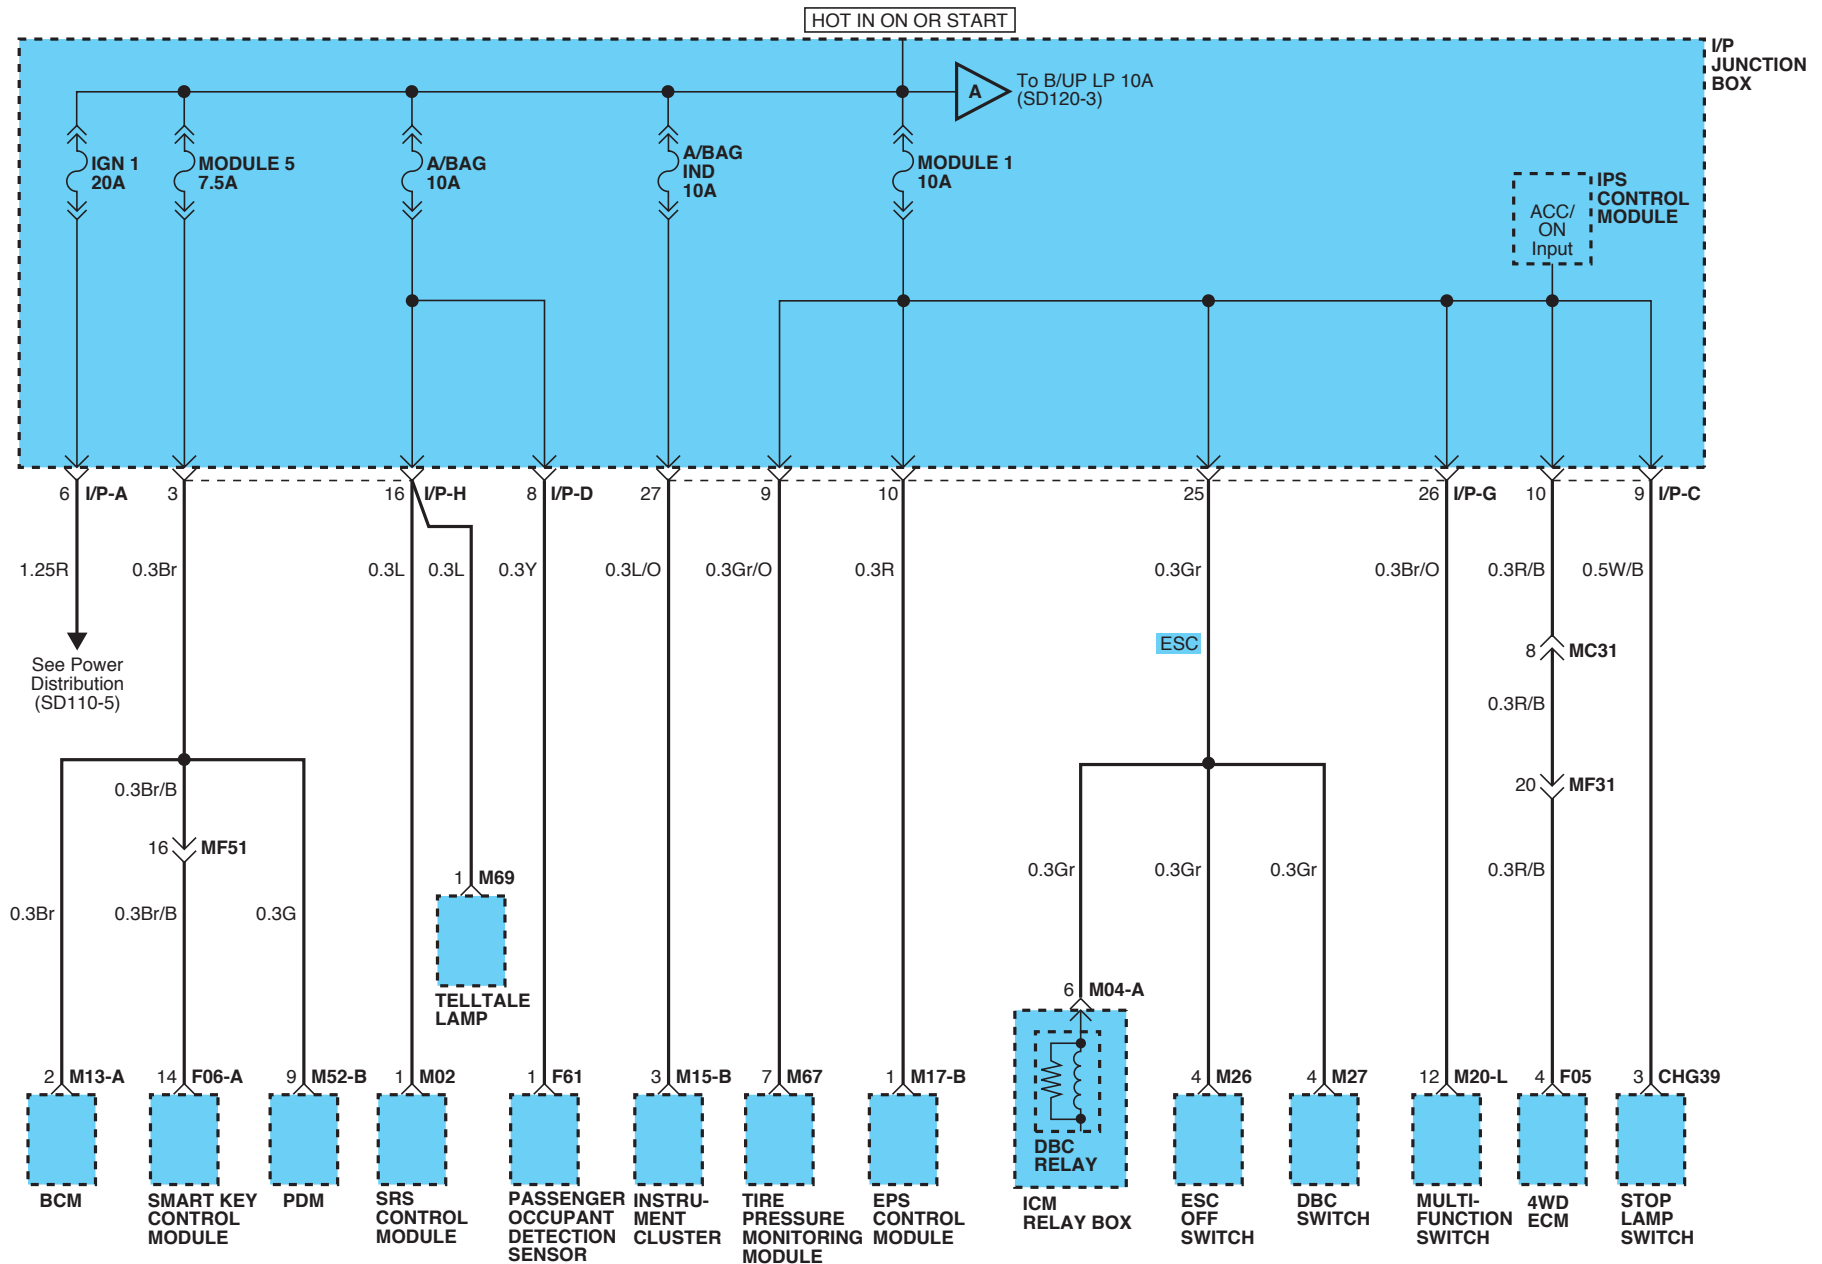 HOT IN ON OR START
I/P
JUNCTION
BOX
A
To B/UP LP 10A
(SD120-3)
IGN 1
20A
MODULE 5
7.5A
A/BAG
10A
A/BAG
IND
10A
MODULE 1
10A
IPS
CONTROL
MODULE
ACC/
ON
Input
6 I/P-A
3
16 I/P-H
8 I/P-D
27
9
10
25
26 I/P-G
10
9 I/P-C
1.25R
0.3Br
0.3L
0.3L
0.3Y
0.3L/O
0.3Gr/O
0.3R
0.3Gr
0.3Br/O
0.3R/B
0.5W/B
ESC
See Power
Distribution
(SD110-5)
8 MC31
0.3R/B
20 MF31
0.3Br/B
16 MF51
0.3Br
0.3Br/B
0.3G
1 M69
TELLTALE
LAMP
0.3Gr
0.3Gr
0.3Gr
0.3R/B
6 M04-A
DBC
RELAY
ICM
RELAY BOX
2 M13-A
14 F06-A
9 M52-B
1 M02
1 F61
3 M15-B
7 M67
1 M17-B
4 M26
4 M27
12 M20-L
4 F05
3 CHG39
BCM
SMART KEY
CONTROL
MODULE
PDM
SRS
CONTROL
MODULE
PASSENGER
OCCUPANT
DETECTION
SENSOR
INSTRU-
MENT
CLUSTER
TIRE
PRESSURE
MONITORING
MODULE
EPS
CONTROL
MODULE
ESC
OFF
SWITCH
DBC
SWITCH
MULTI-
FUNCTION
SWITCH
4WD
ECM
STOP
LAMP
SWITCH